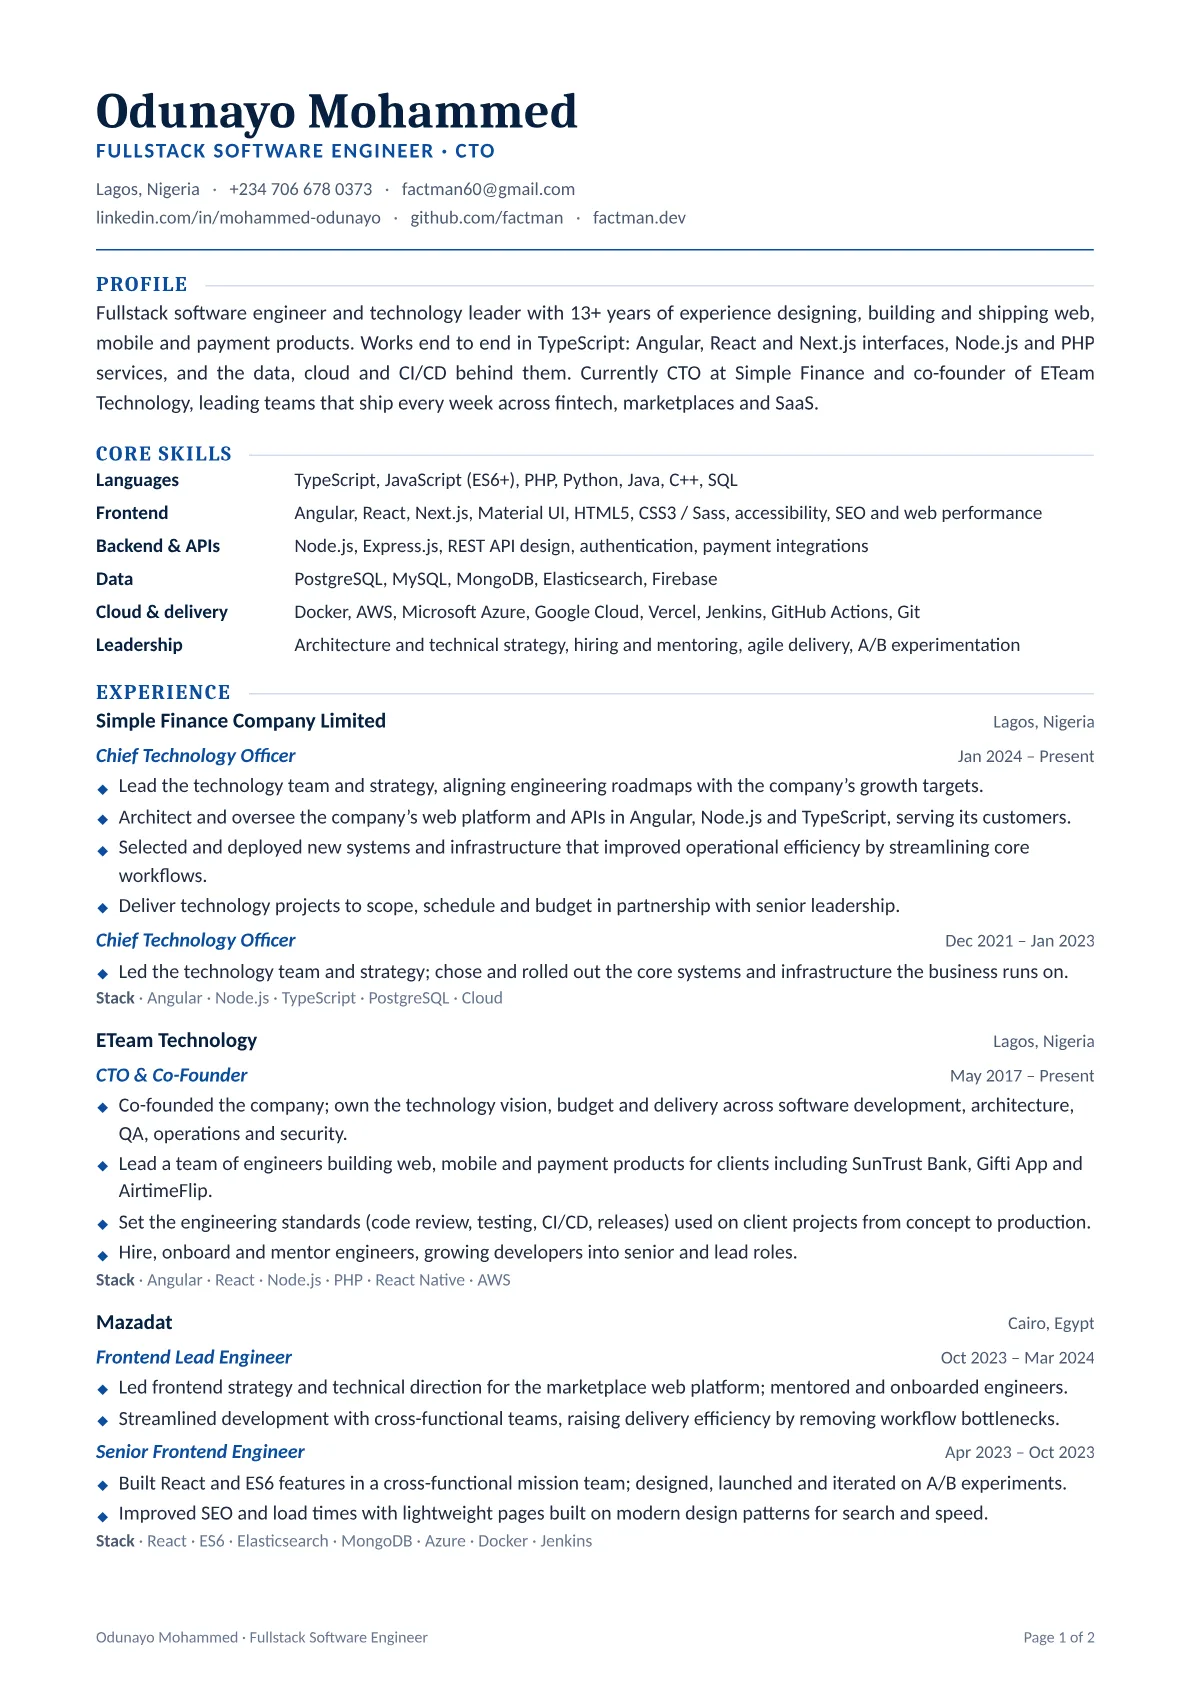 Odunayo Mohammed
FULLSTACK SOFTWARE ENGINEER · CTO
Lagos, Nigeria · +234 706 678 0373 · factman60@gmail.com
linkedin.com/in/mohammed-odunayo · github.com/factman · factman.dev
PROFILE
Fullstack software engineer and technology leader with 13+ years of experience designing, building and shipping web,
mobile and payment products. Works end to end in TypeScript: Angular, React and Next.js interfaces, Node.js and PHP
services, and the data, cloud and CI/CD behind them. Currently CTO at Simple Finance and co-founder of ETeam
Technology, leading teams that ship every week across fintech, marketplaces and SaaS.
CORE SKILLS
Languages TypeScript, JavaScript (ES6+), PHP, Python, Java, C++, SQL
Frontend Angular, React, Next.js, Material UI, HTML5, CSS3 / Sass, accessibility, SEO and web performance
Backend & APIs Node.js, Express.js, REST API design, authentication, payment integrations
Data PostgreSQL, MySQL, MongoDB, Elasticsearch, Firebase
Cloud & delivery Docker, AWS, Microsoft Azure, Google Cloud, Vercel, Jenkins, GitHub Actions, Git
Leadership Architecture and technical strategy, hiring and mentoring, agile delivery, A/B experimentation
EXPERIENCE
Simple Finance Company Limited Lagos, Nigeria
Chief Technology Officer Jan 2024 – Present
◆ Lead the technology team and strategy, aligning engineering roadmaps with the company’s growth targets.
◆ Architect and oversee the company’s web platform and APIs in Angular, Node.js and TypeScript, serving its customers.
◆ Selected and deployed new systems and infrastructure that improved operational efficiency by streamlining core
workflows.
◆ Deliver technology projects to scope, schedule and budget in partnership with senior leadership.
Chief Technology Officer Dec 2021 – Jan 2023
◆ Led the technology team and strategy; chose and rolled out the core systems and infrastructure the business runs on.
Stack · Angular · Node.js · TypeScript · PostgreSQL · Cloud
ETeam Technology Lagos, Nigeria
CTO & Co-Founder May 2017 – Present
◆ Co-founded the company; own the technology vision, budget and delivery across software development, architecture,
QA, operations and security.
◆ Lead a team of engineers building web, mobile and payment products for clients including SunTrust Bank, Gifti App and
AirtimeFlip.
◆ Set the engineering standards (code review, testing, CI/CD, releases) used on client projects from concept to production.
◆ Hire, onboard and mentor engineers, growing developers into senior and lead roles.
Stack · Angular · React · Node.js · PHP · React Native · AWS
Mazadat Cairo, Egypt
Frontend Lead Engineer Oct 2023 – Mar 2024
◆ Led frontend strategy and technical direction for the marketplace web platform; mentored and onboarded engineers.
◆ Streamlined development with cross-functional teams, raising delivery efficiency by removing workflow bottlenecks.
Senior Frontend Engineer Apr 2023 – Oct 2023
◆ Built React and ES6 features in a cross-functional mission team; designed, launched and iterated on A/B experiments.
◆ Improved SEO and load times with lightweight pages built on modern design patterns for search and speed.
Stack · React · ES6 · Elasticsearch · MongoDB · Azure · Docker · Jenkins
Odunayo Mohammed · Fullstack Software Engineer Page 1 of 2